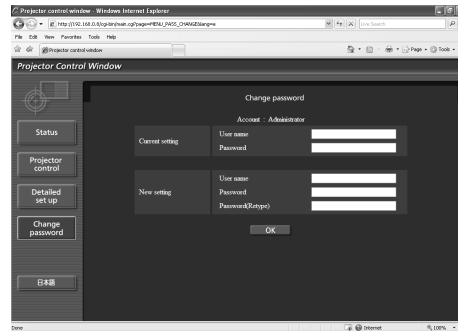 Projector control window - Windows Internet Explorer
http://192.168.0.8/cgi-bin/main.cgi?page=MENU_PASS_CHANGE&lang=e
Live Search
File Edit View Favorites Tools Help
Projector control window
Page Tools
Projector Control Window
Change password
Account : Administrator
Status
Current setting
User name
Password
Projector control
Detailed set up
New setting
User name
Password
Password(Retype)
Change password
OK
日本語
Done
Internet
100%